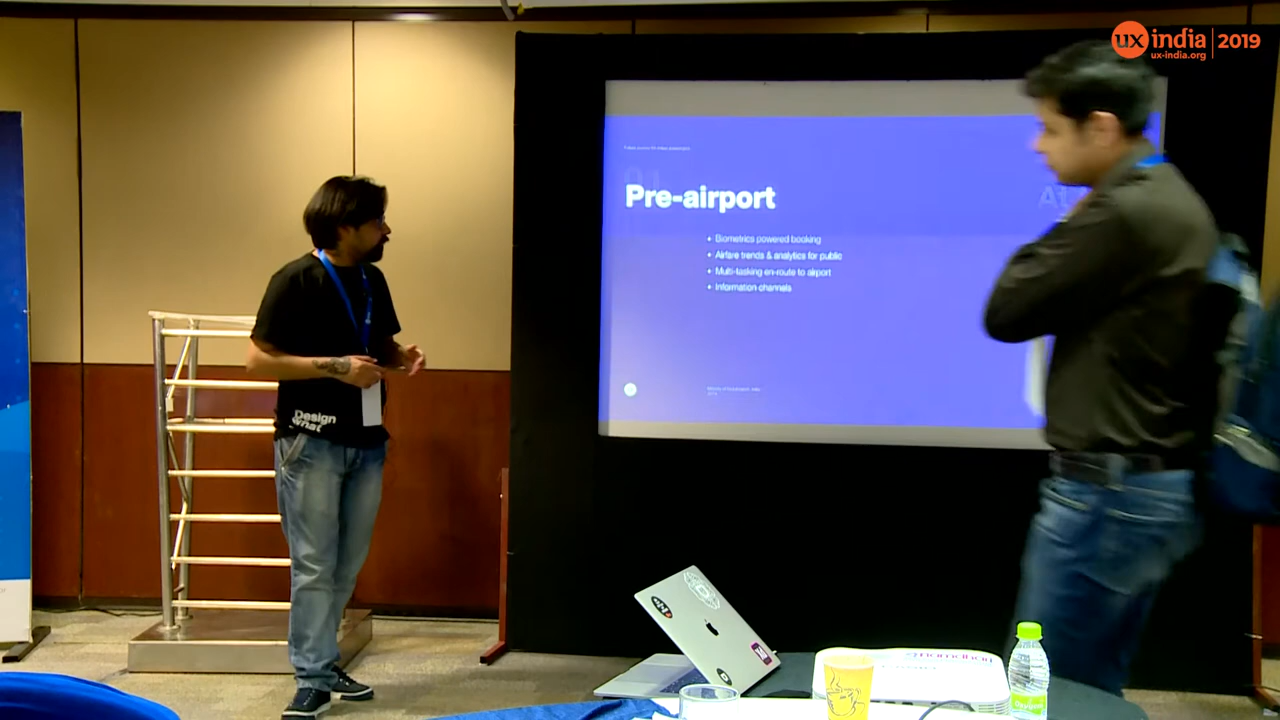 ux india 2019
ux-india.org
Pre-airport
Biometrics powered booking
Airfare trends & analytics for public
Multi-tasking en-route to airport
Information channels
Design
What